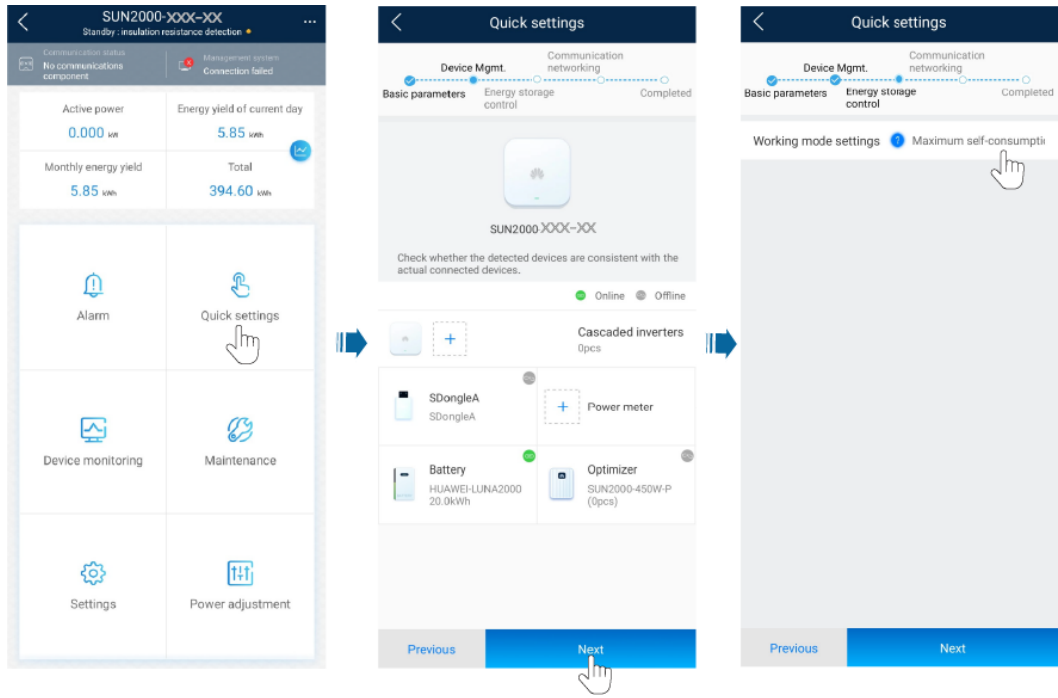 SUN2000-XXX-XX
Standby : insulation resistance detection
Communication status
No communications
component
Management system
Connection failed
Active power
0.000 kW
Energy yield of current day
5.85 kWh
Monthly energy yield
5.85 kWh
Total
394.60 kWh
Alarm
Quick settings
Device monitoring
Maintenance
Settings
Power adjustment
Quick settings
Device Mgmt.
Communication
networking
Basic parameters
Energy storage
control
Completed
SUN2000-XXX-XX
Check whether the detected devices are consistent with the
actual connected devices.
Online
Offline
Cascaded inverters
0pcs
SDongleA
SDongleA
Power meter
Battery
HUAWEI-LUNA2000
20.0kWh
Optimizer
SUN2000-450W-P
(0pcs)
Previous
Next
Quick settings
Device Mgmt.
Communication
networking
Basic parameters
Energy storage
control
Completed
Working mode settings ? Maximum self-consumptic
Previous
Next